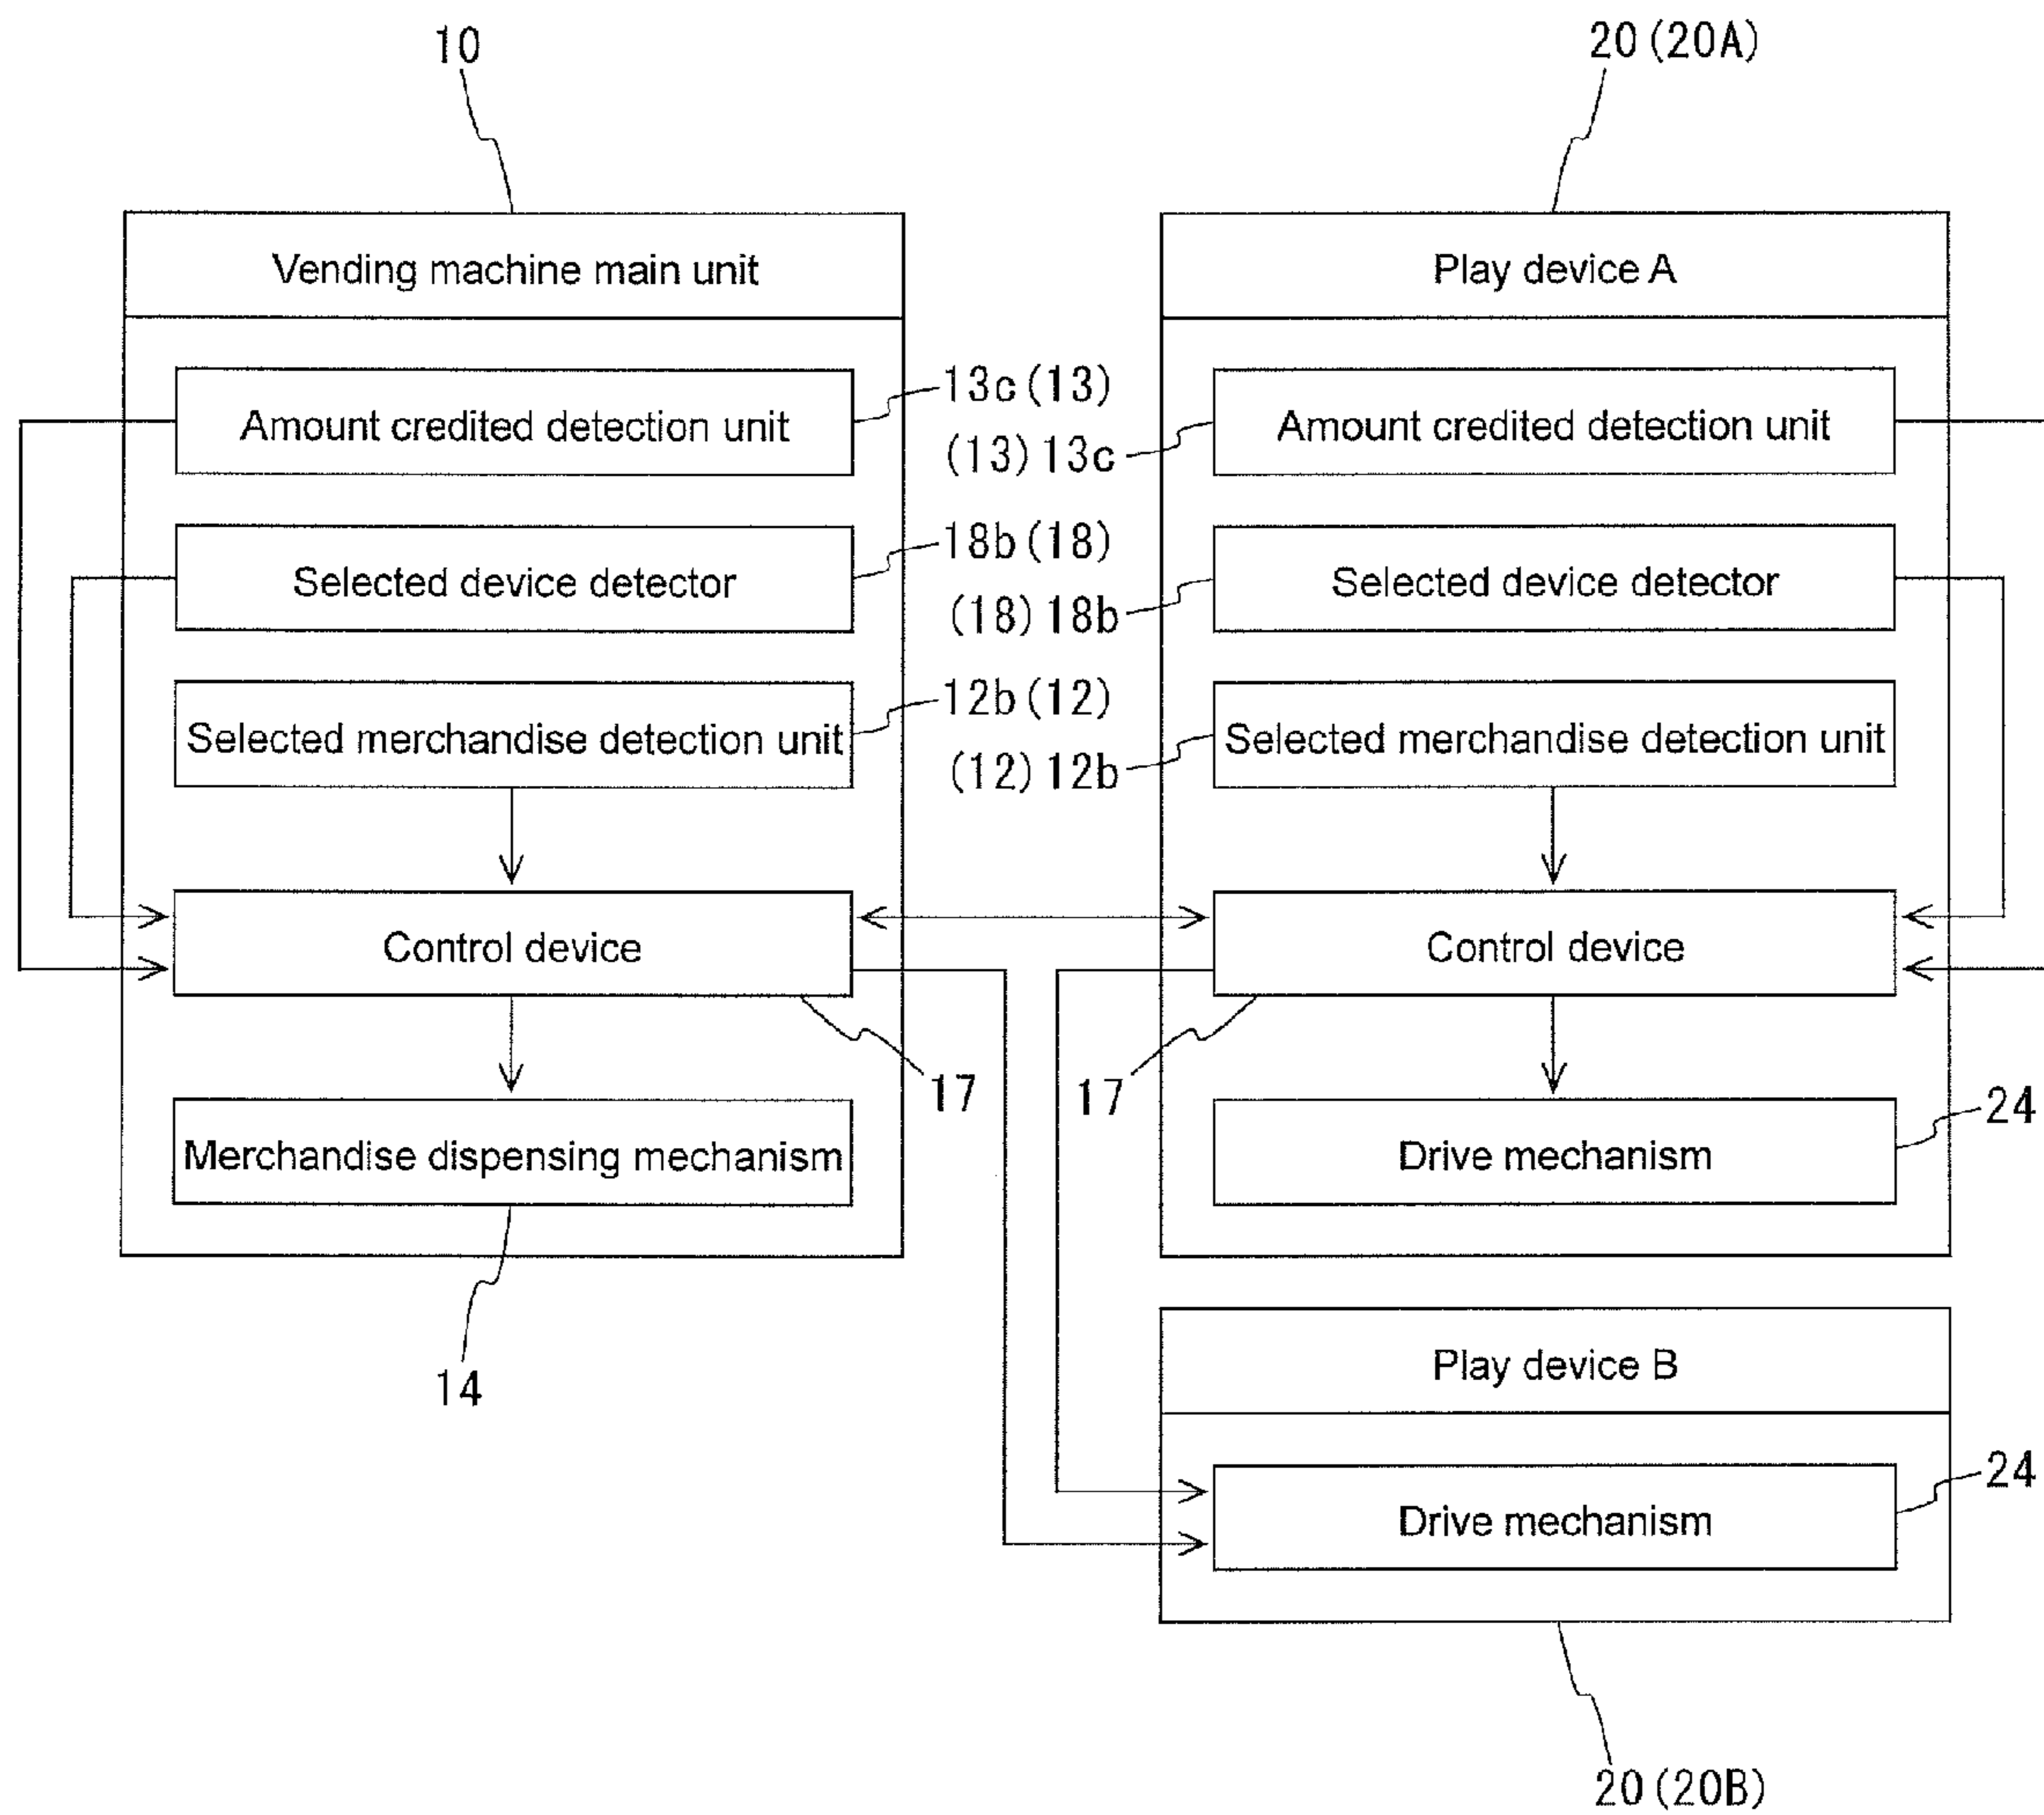 10
20(20A)
Vending machine main unit
Play device A
Amount credited detection unit
13c(13)
(13)13c
Amount credited detection unit
Selected device detector
18b(18)
(18)18b
Selected device detector
Selected merchandise detection unit
12b(12)
(12)12b
Selected merchandise detection unit
Control device
Control device
17
17
Merchandise dispensing mechanism
Drive mechanism
24
14
Play device B
Drive mechanism
24
20(20B)